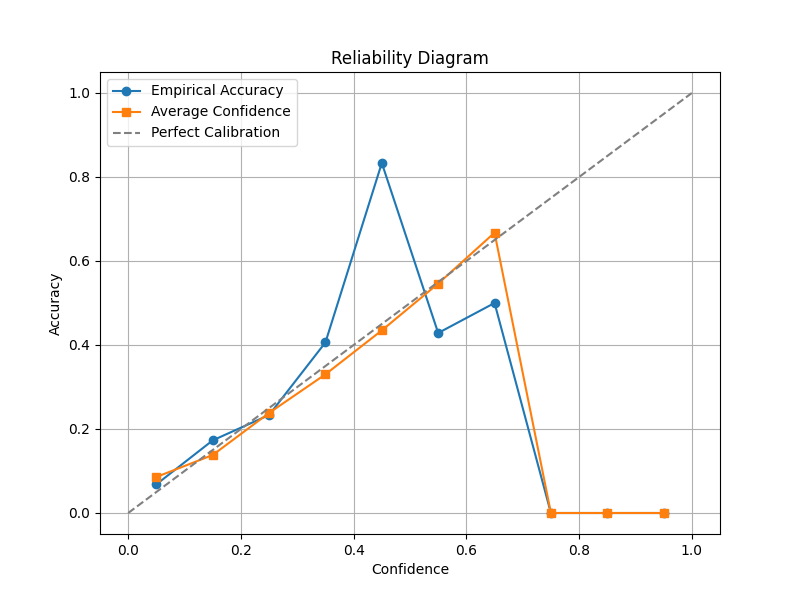 Reliability Diagram
Empirical Accuracy
Average Confidence
Perfect Calibration
1.0
0.8
0.6
0.4
0.2
0.0
Accuracy
0.0 0.2 0.4 0.6 0.8 1.0
Confidence